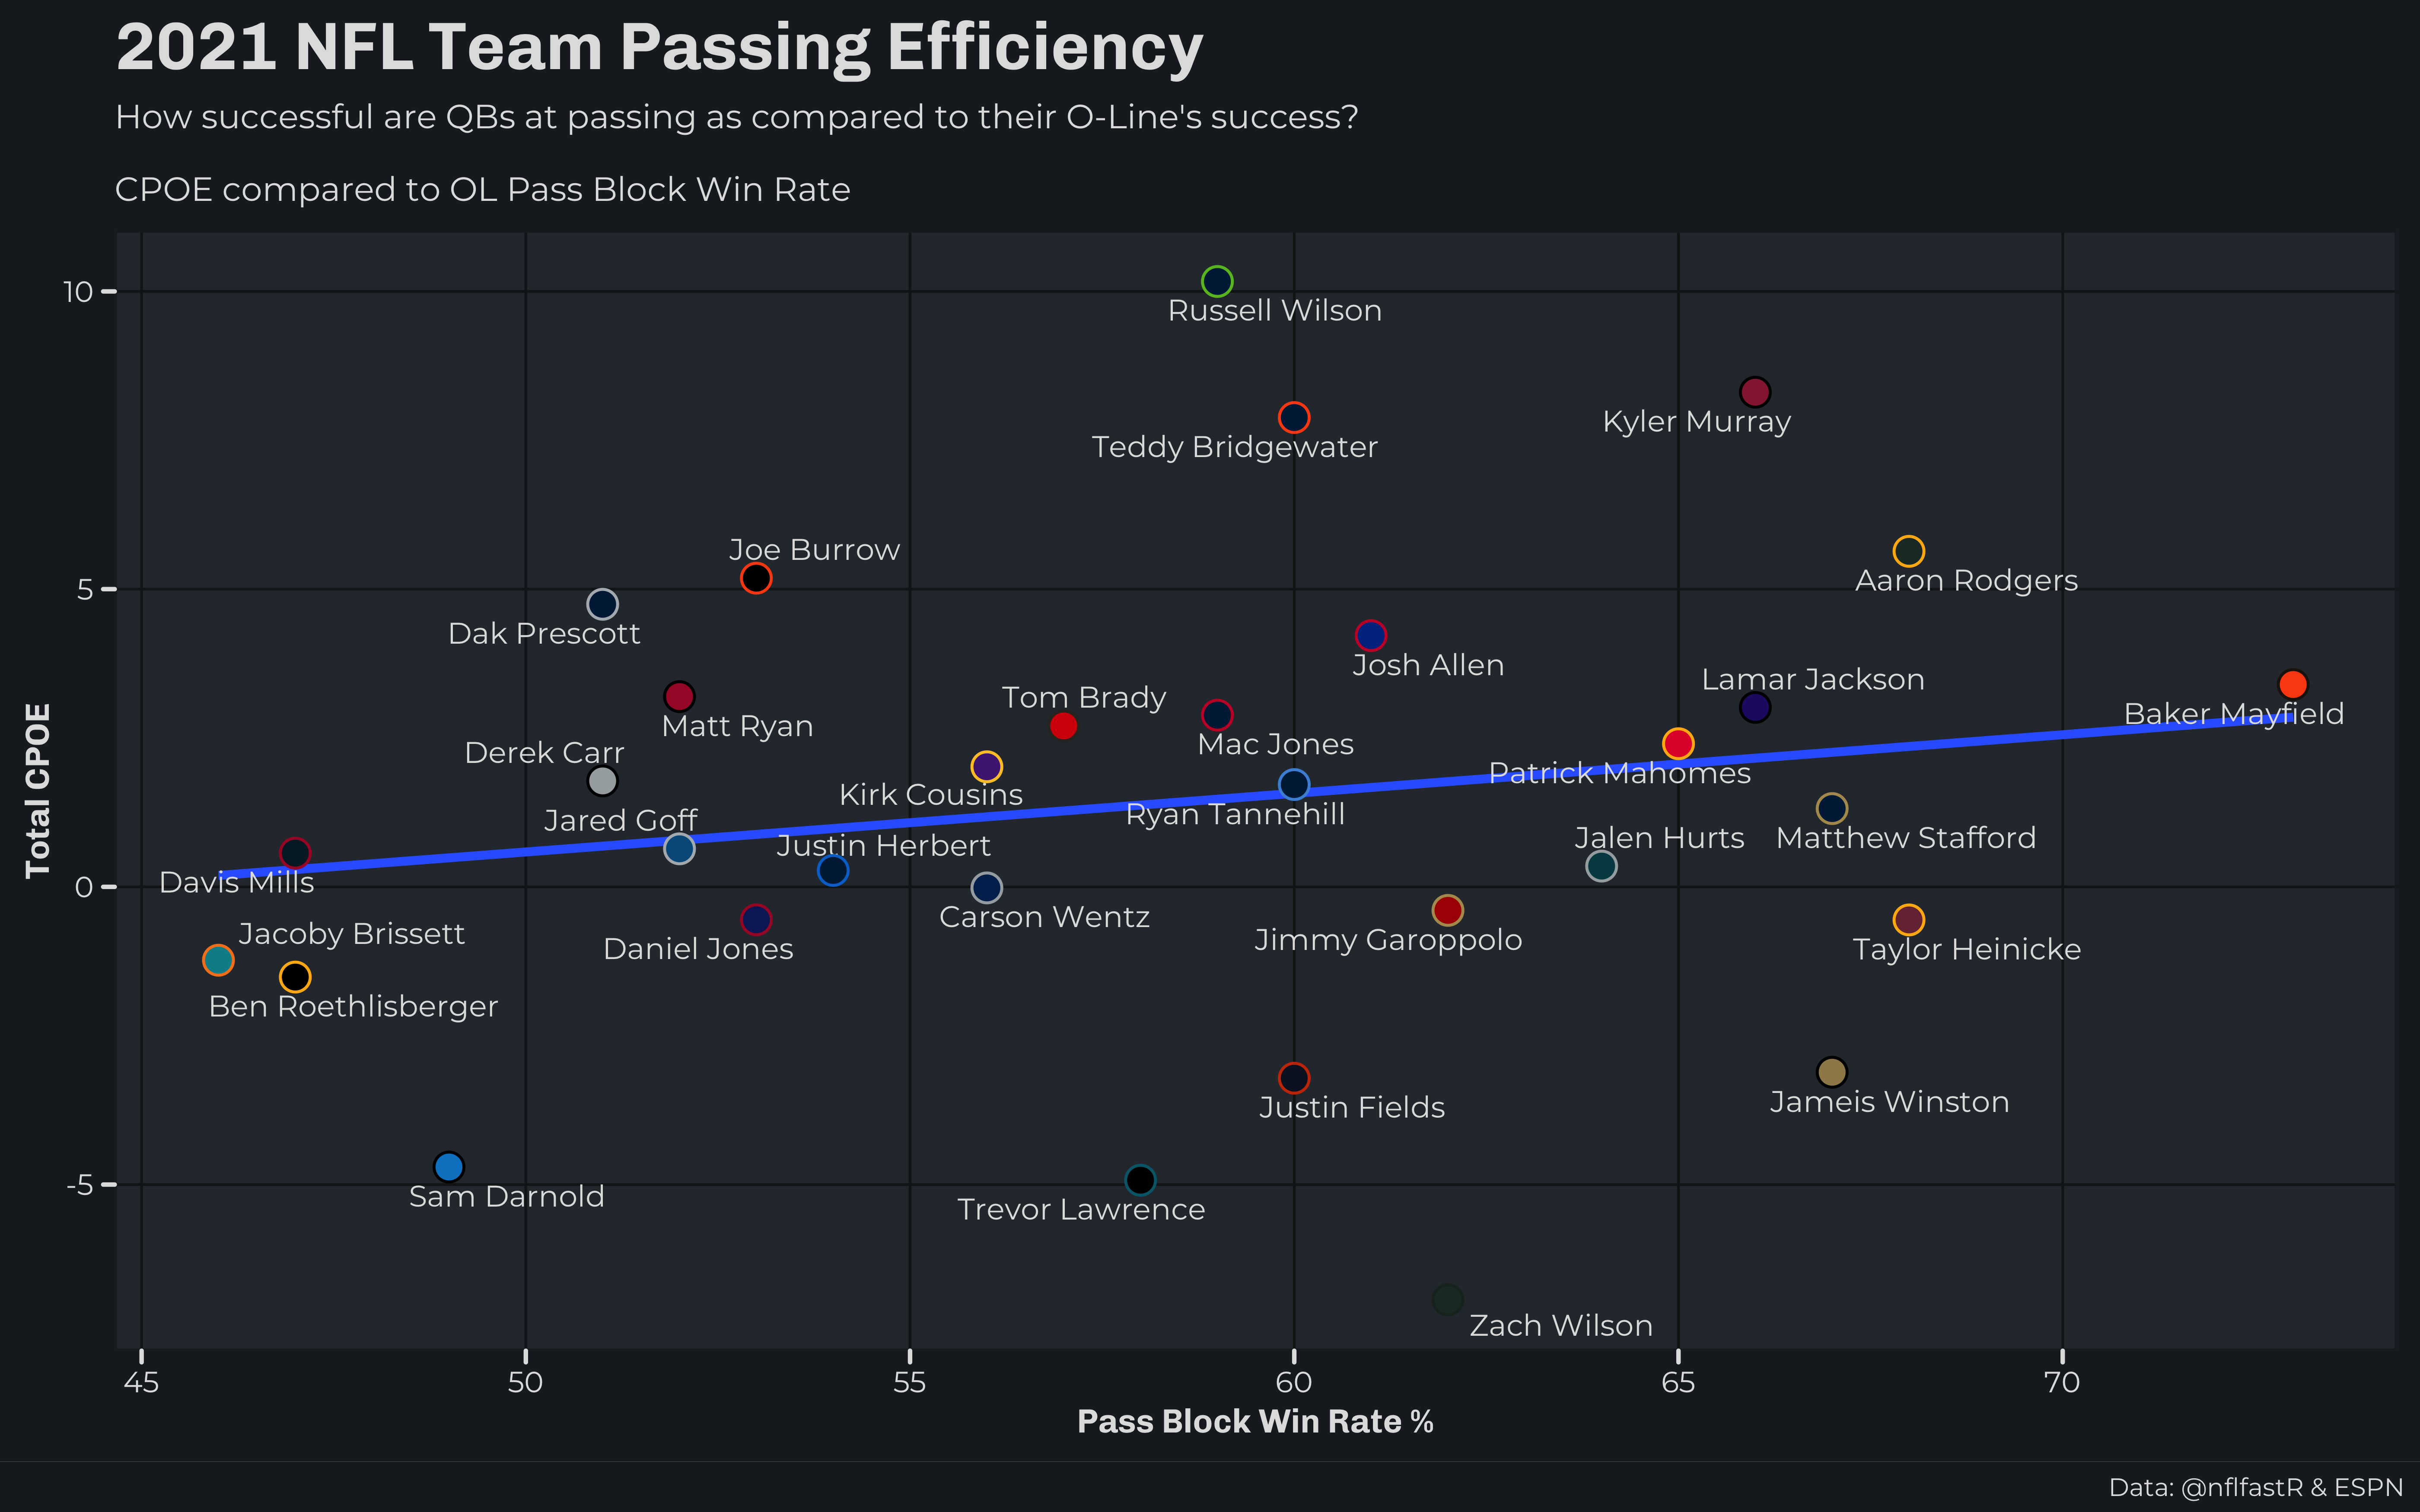 2021 NFL Team Passing Efficiency
How successful are QBs at passing as compared to their O-Line's success?
CPOE compared to OL Pass Block Win Rate
10
Russell Wilson
Kyler Murray
Teddy Bridgewater
Joe Burrow
Aaron Rodgers
5
Dak Prescott
Josh Allen
Lamar Jackson
Tom Brady
Baker Mayfield
Matt Ryan
Mac Jones
Derek Carr
Patrick Mahomes
Kirk Cousins
Ryan Tannehill
Jared Goff
Jalen Hurts
Matthew Stafford
Justin Herbert
Total CPOE
0
Davis Mills
Carson Wentz
Jacoby Brissett
Jimmy Garoppolo
Daniel Jones
Taylor Heinicke
Ben Roethlisberger
Jameis Winston
Justin Fields
-5
Sam Darnold
Trevor Lawrence
Zach Wilson
45
50
55
60
65
70
Pass Block Win Rate %
Data: @nflfastR & ESPN